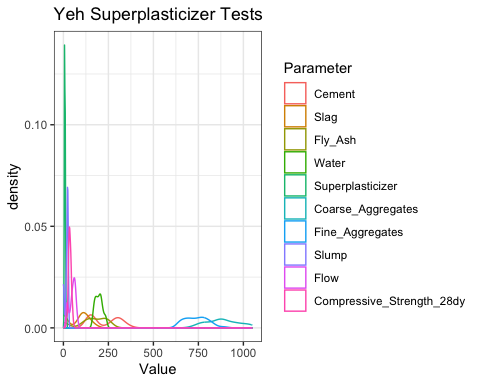 Yeh Superplasticizer Tests
density
0.10
0.05
0.00
0
250
500
750
1000
Value
Parameter
Cement
Slag
Fly_Ash
Water
Superplasticizer
Coarse_Aggregates
Fine_Aggregates
Slump
Flow
Compressive_Strength_28dy